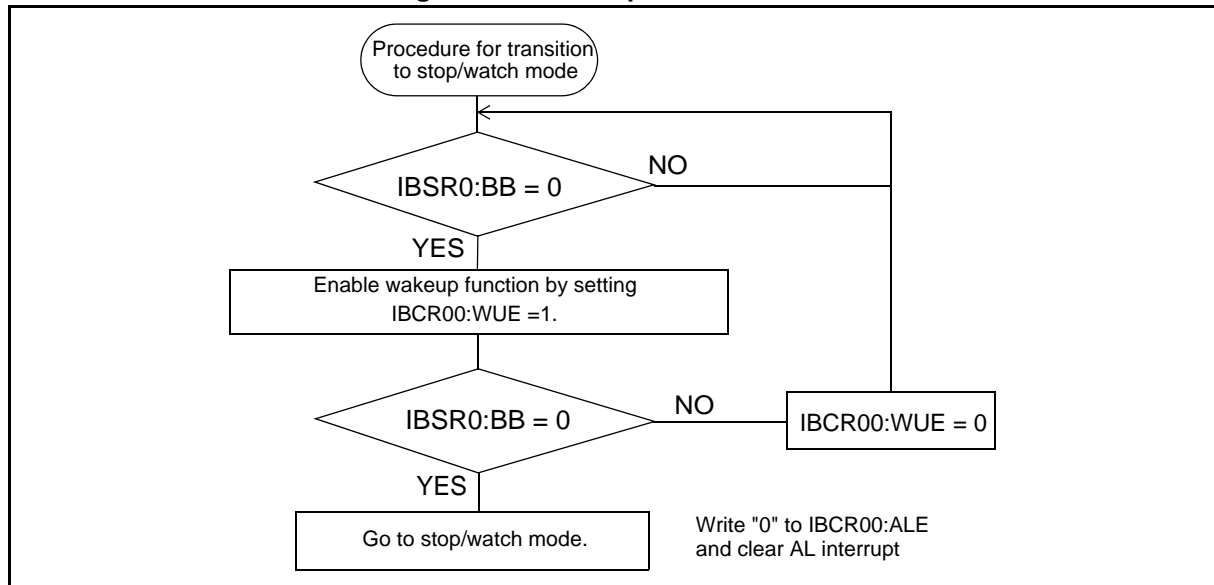 Procedure for transition
to stop/watch mode
IBSR0:BB = 0
NO
YES
Enable wakeup function by setting
IBCR00:WUE =1.
IBSR0:BB = 0
NO
IBCR00:WUE = 0
YES
Go to stop/watch mode.
Write "0" to IBCR00:ALE
and clear AL interrupt